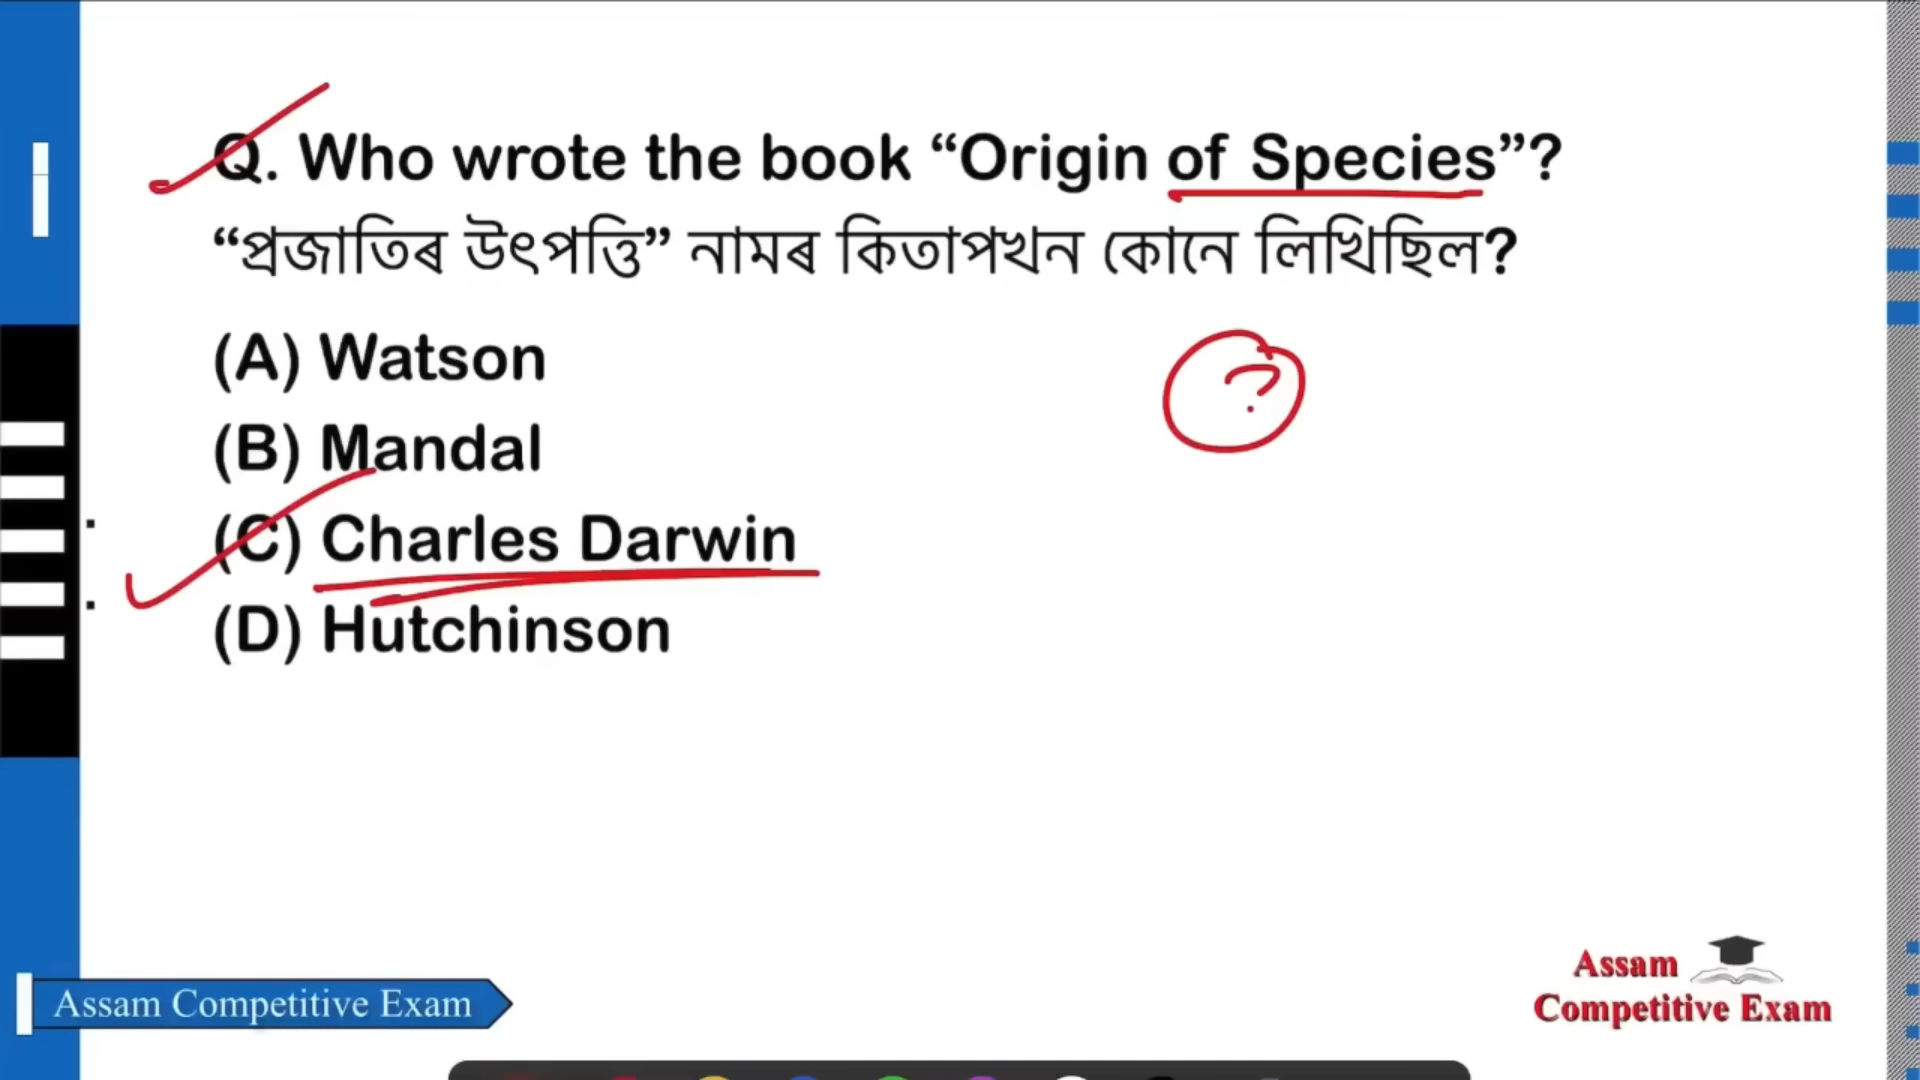 Q. Who wrote the book “Origin of Species”?
“প্ৰজাতিৰ উৎপত্তি” নামৰ কিতাপখন কোনে লিখিছিল?
(A) Watson
(B) Mandal
(C) Charles Darwin
(D) Hutchinson
?
Assam Competitive Exam
Assam
Competitive Exam